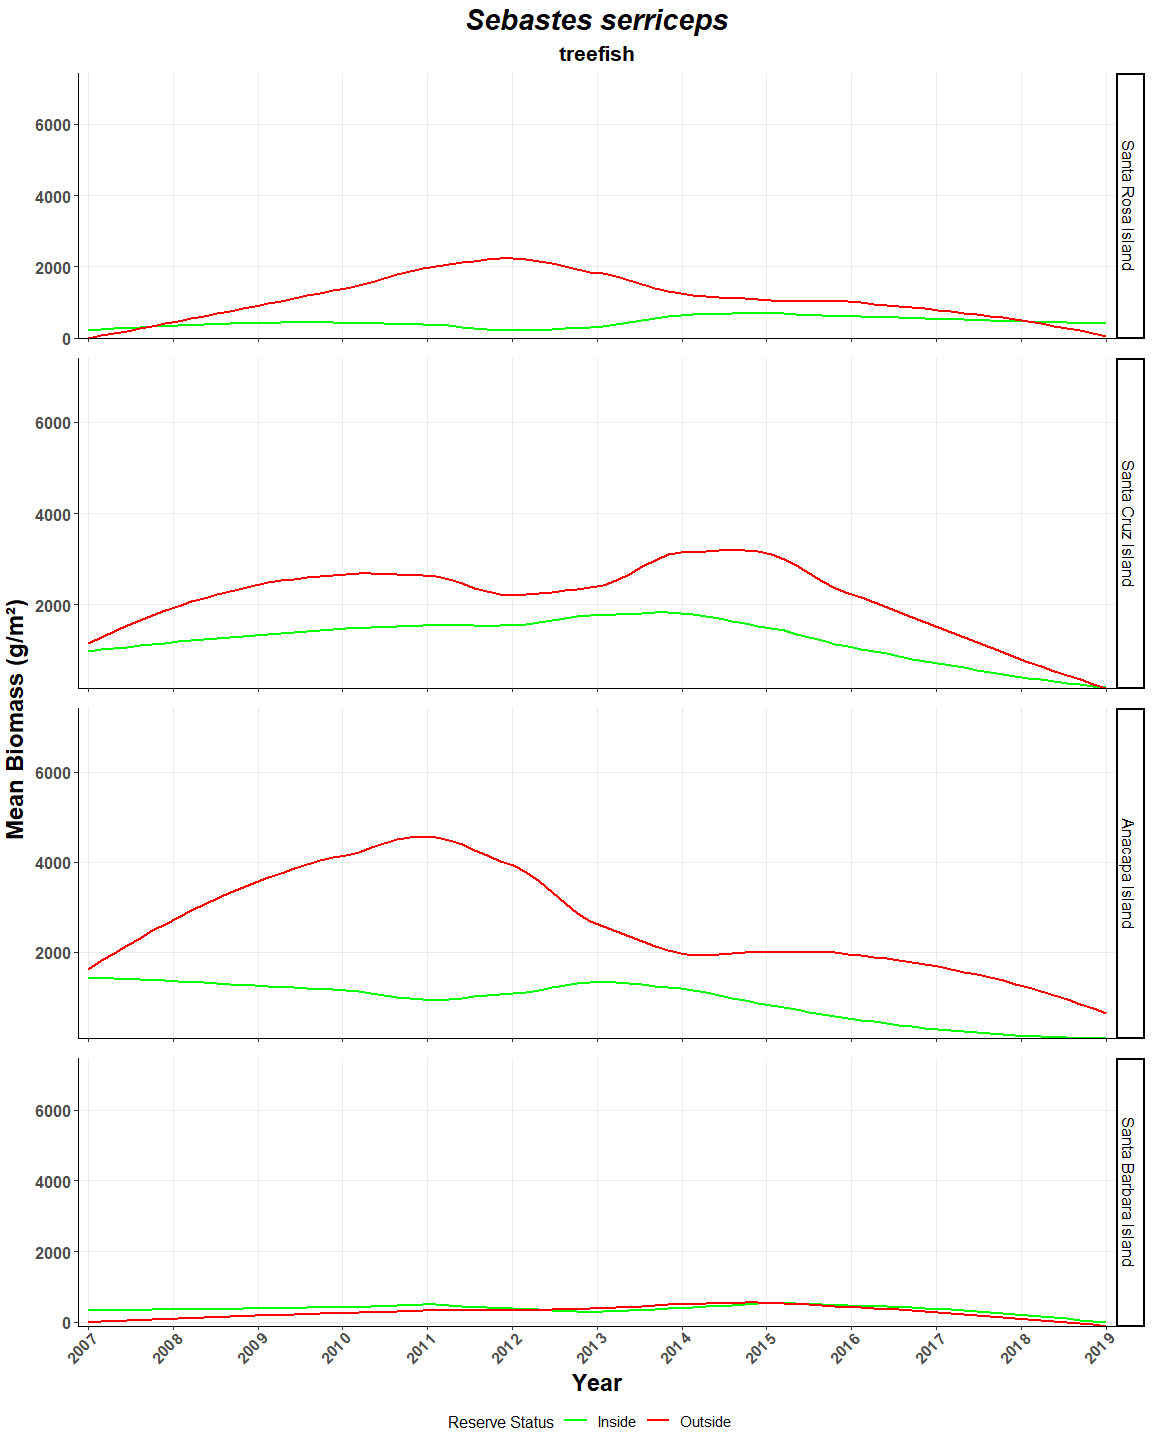 Sebastes serriceps
treefish
Mean Biomass (g/m²)
6000
4000
2000
0
Santa Rosa Island
6000
4000
2000
Santa Cruz Island
6000
4000
2000
Anacapa Island
6000
4000
2000
0
Santa Barbara Island
2007 2008 2009 2010 2011 2012 2013 2014 2015 2016 2017 2018 2019
Year
Reserve Status Inside Outside